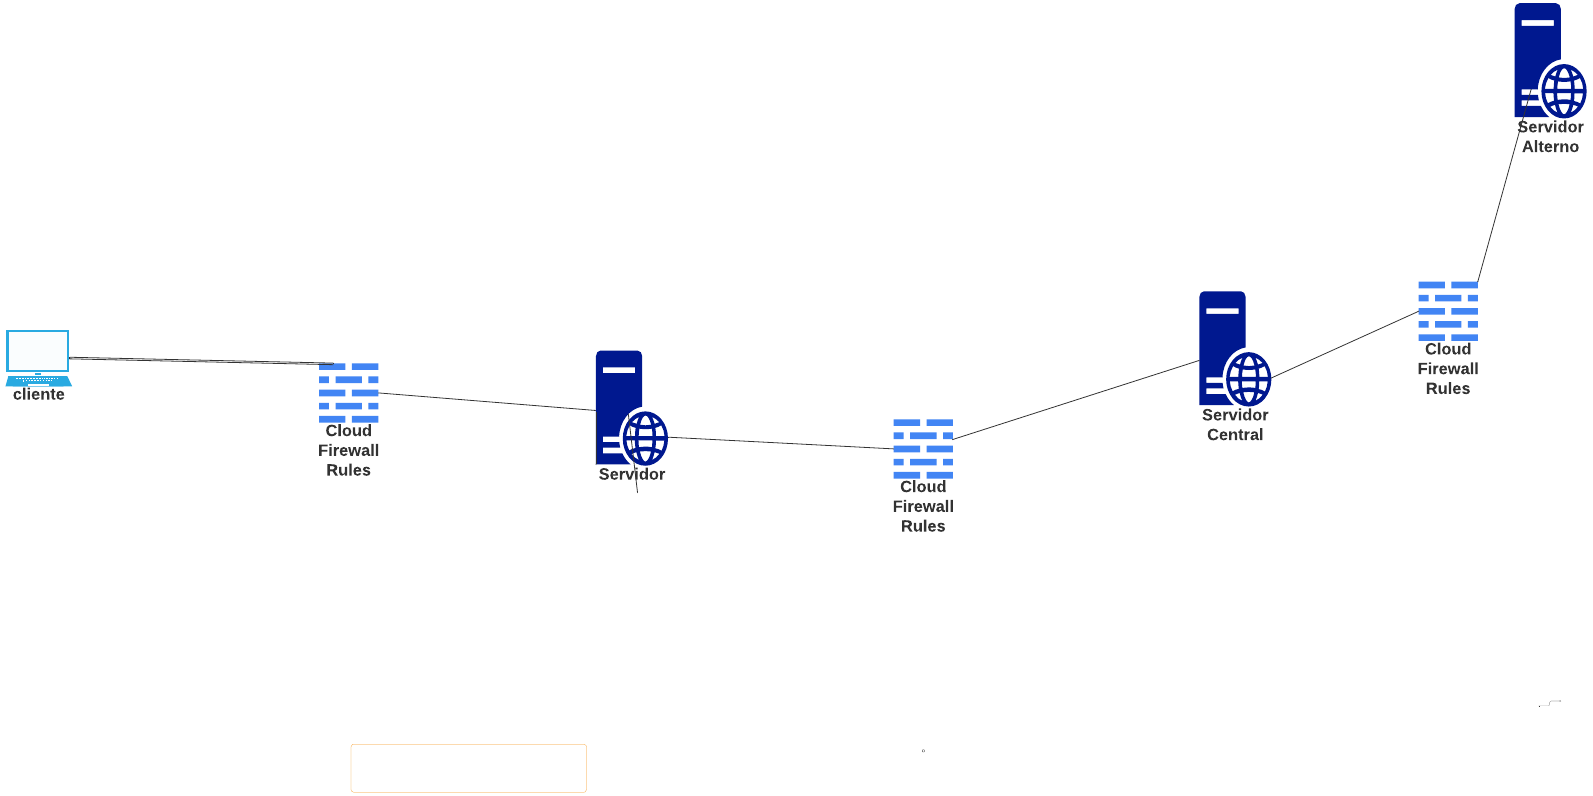 cliente
Cloud
Firewall
Rules
Servidor
Cloud
Firewall
Rules
Servidor
Central
Cloud
Firewall
Rules
Servidor
Alterno